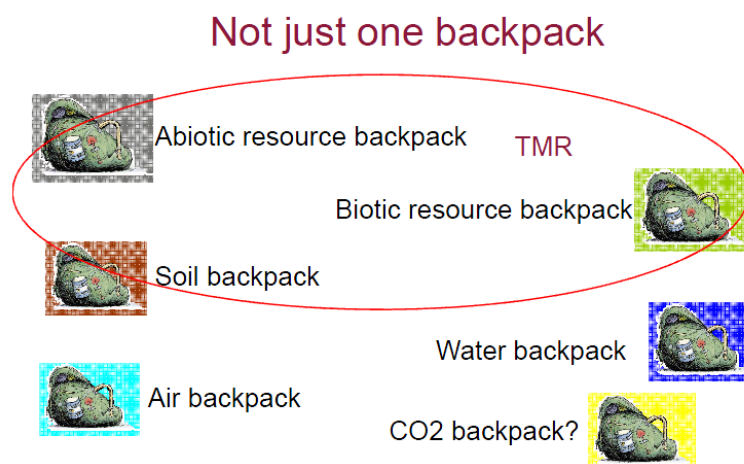 Not just one backpack
Abiotic resource backpack
TMR
Biotic resource backpack
Soil backpack
Water backpack
Air backpack
CO2 backpack?